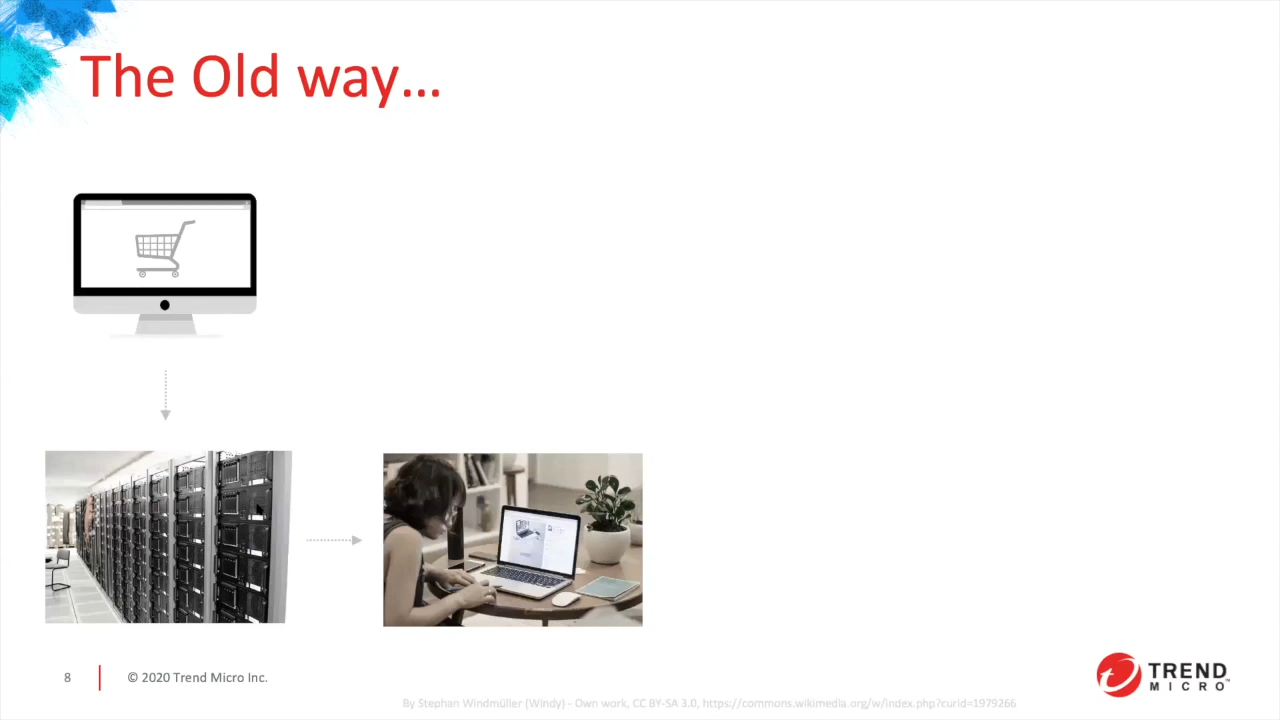 The Old way...
8
© 2020 Trend Micro Inc.
By Stephan Windmüller (Windy) - Own work, CC BY-SA 3.0, https://commons.wikimedia.org/w/index.php?curid=1979266
TREND
MICRO™